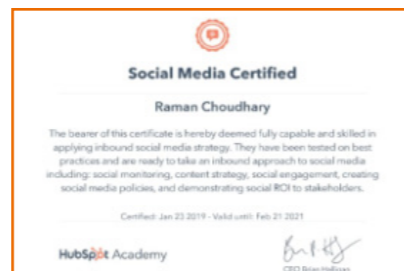 Social Media Certified
Raman Choudhary
The bearer of this certificate is hereby deemed fully capable and skilled in
applying inbound social media strategy. They have been tested on best
practices and are ready to take an inbound approach to social media
including: social monitoring, content strategy, social engagement, creating
social media policies, and demonstrating social ROI to stakeholders.
Certified: Jan 23 2019 - Valid until: Feb 21 2021
HubSpot Academy
CEO Brian Halligan